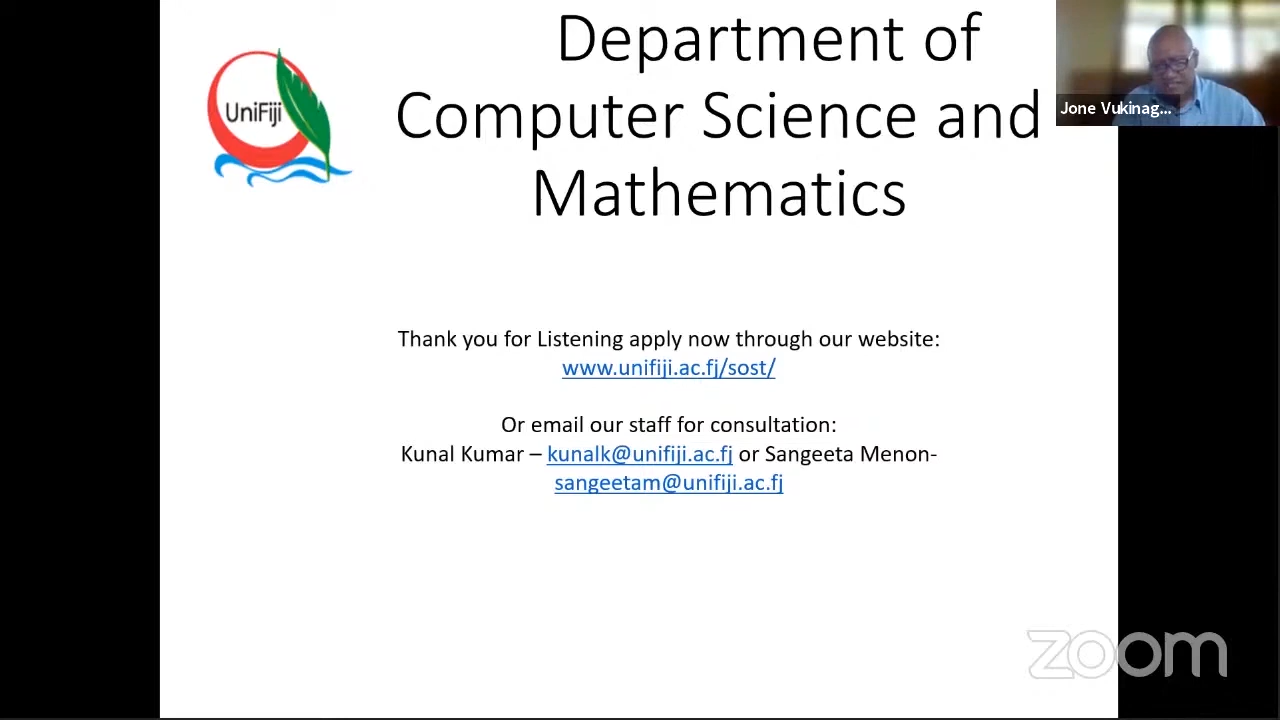 Department of
Computer Science and
Mathematics
UniFiji
Jone Vukinag...
Thank you for Listening apply now through our website:
www.unifiji.ac.fj/sost/
Or email our staff for consultation:
Kunal Kumar – kunalk@unifiji.ac.fj or Sangeeta Menon-
sangeetam@unifiji.ac.fj
zoom